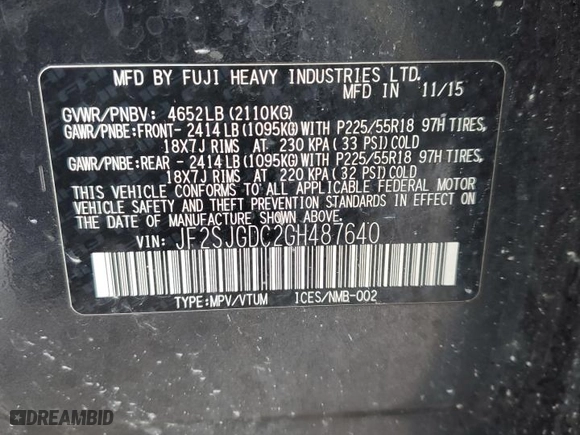 MFD BY FUJI HEAVY INDUSTRIES LTD.
MFD IN 11/15
GVWR/PNBV: 4652LB (2110KG)
GAWR/PNBE:FRONT- 2414LB (1095KG) WITH P225/55R18 97H TIRES,
18X7J RIMS AT 230 KPA (33 PSI) COLD
GAWR/PNBE:REAR - 2414LB (1095KG) WITH P225/55R18 97H TIRES,
18X7J RIMS AT 220 KPA (32 PSI) COLD
THIS VEHICLE CONFORMS TO ALL APPLICABLE FEDERAL MOTOR
VEHICLE SAFETY AND THEFT PREVENTION STANDARDS IN EFFECT
ON THE DATE OF MANUFACTURE SHOWN ABOVE.
VIN: JF2SJGDC2GH487640
TYPE:MPV/VTUM ICES/NMB-002
DREAMBID